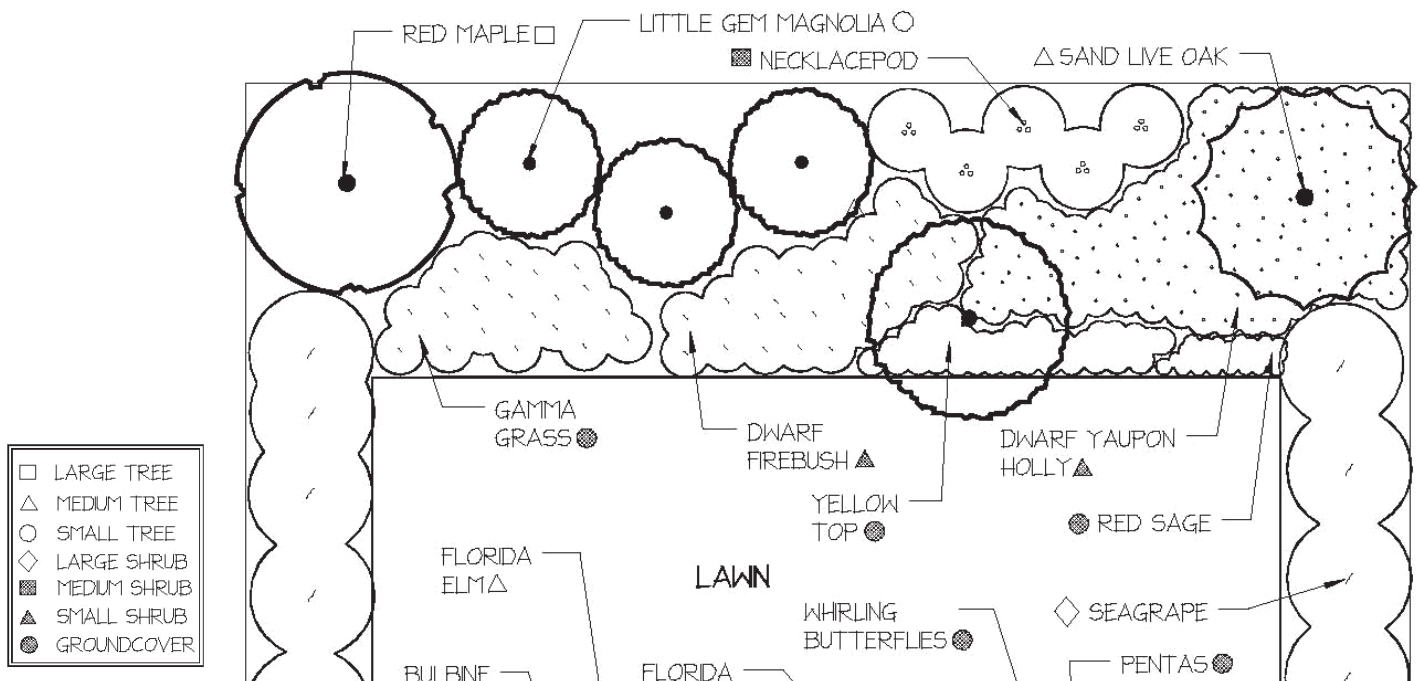 RED MAPLE
LITTLE GEM MAGNOLIA
NECKLACEPOD
SAND LIVE OAK
GAMMA
GRASS
DWARF
FIREBUSH
DWARF YAUPON
HOLLY
YELLOW
TOP
RED SAGE
LARGE TREE
MEDIUM TREE
SMALL TREE
LARGE SHRUB
MEDIUM SHRUB
SMALL SHRUB
GROUNDCOVER
FLORIDA
ELM
LAWN
WHIRLING
BUTTERFLIES
SEAGRAPE
BULBINE
FLORIDA
PENTAS